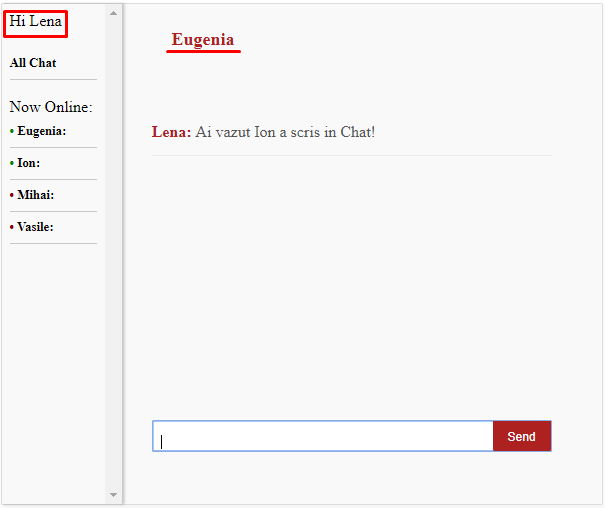 Hi Lena
All Chat
Now Online:
• Eugenia:
• Ion:
• Mihai:
• Vasile:
Eugenia
Lena: Ai vazut Ion a scris in Chat!
Send